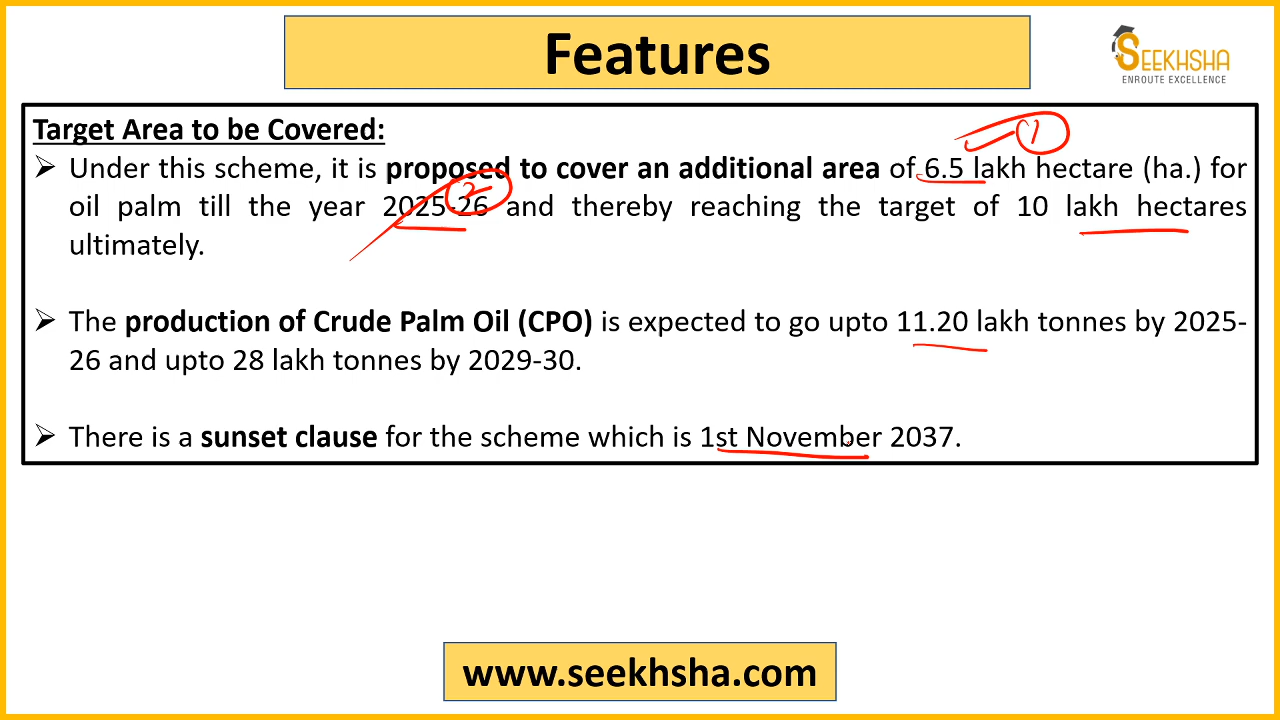 Features
SEEKHSHA
ENROUTE EXCELLENCE
Target Area to be Covered:
➢ Under this scheme, it is proposed to cover an additional area of 6.5 lakh hectare (ha.) for
oil palm till the year 2025-26 and thereby reaching the target of 10 lakh hectares
ultimately.
➢ The production of Crude Palm Oil (CPO) is expected to go upto 11.20 lakh tonnes by 2025-
26 and upto 28 lakh tonnes by 2029-30.
➢ There is a sunset clause for the scheme which is 1st November 2037.
1
2
www.seekhsha.com